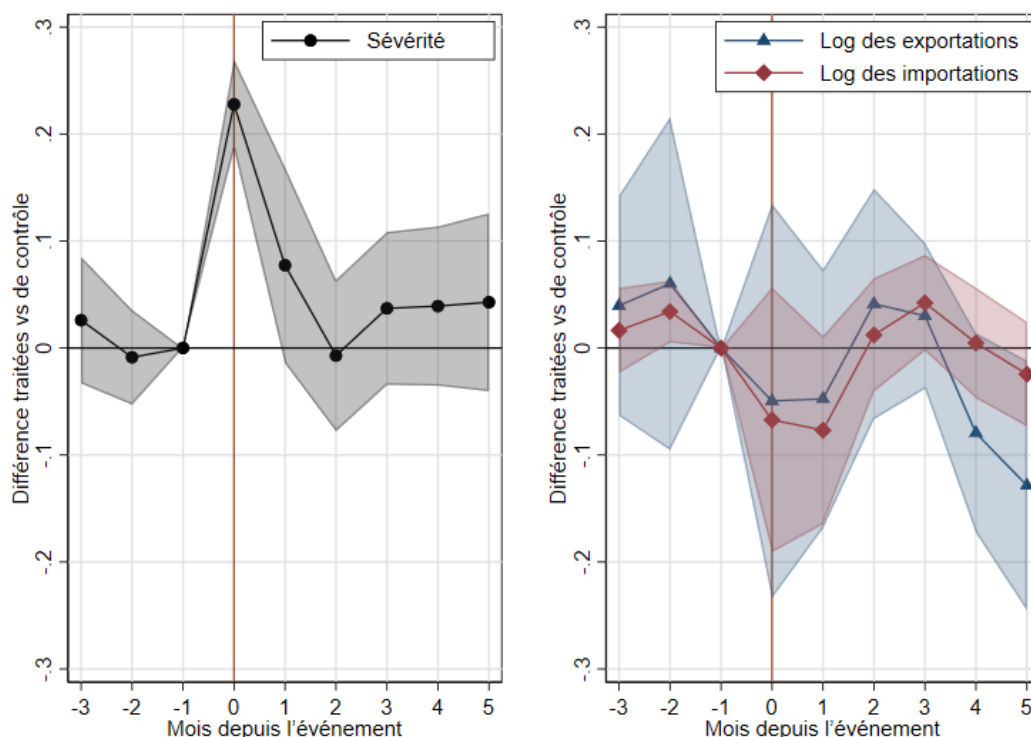 Sévérité
.3
.2
.1
0
-.1
-.2
-.3
Différence traitées vs de contrôle
-3 -2 -1 0 1 2 3 4 5
Mois depuis l'événement
Log des exportations
Log des importations
.3
.2
.1
0
-.1
-.2
-.3
Différence traitées vs de contrôle
-3 -2 -1 0 1 2 3 4 5
Mois depuis l'événement